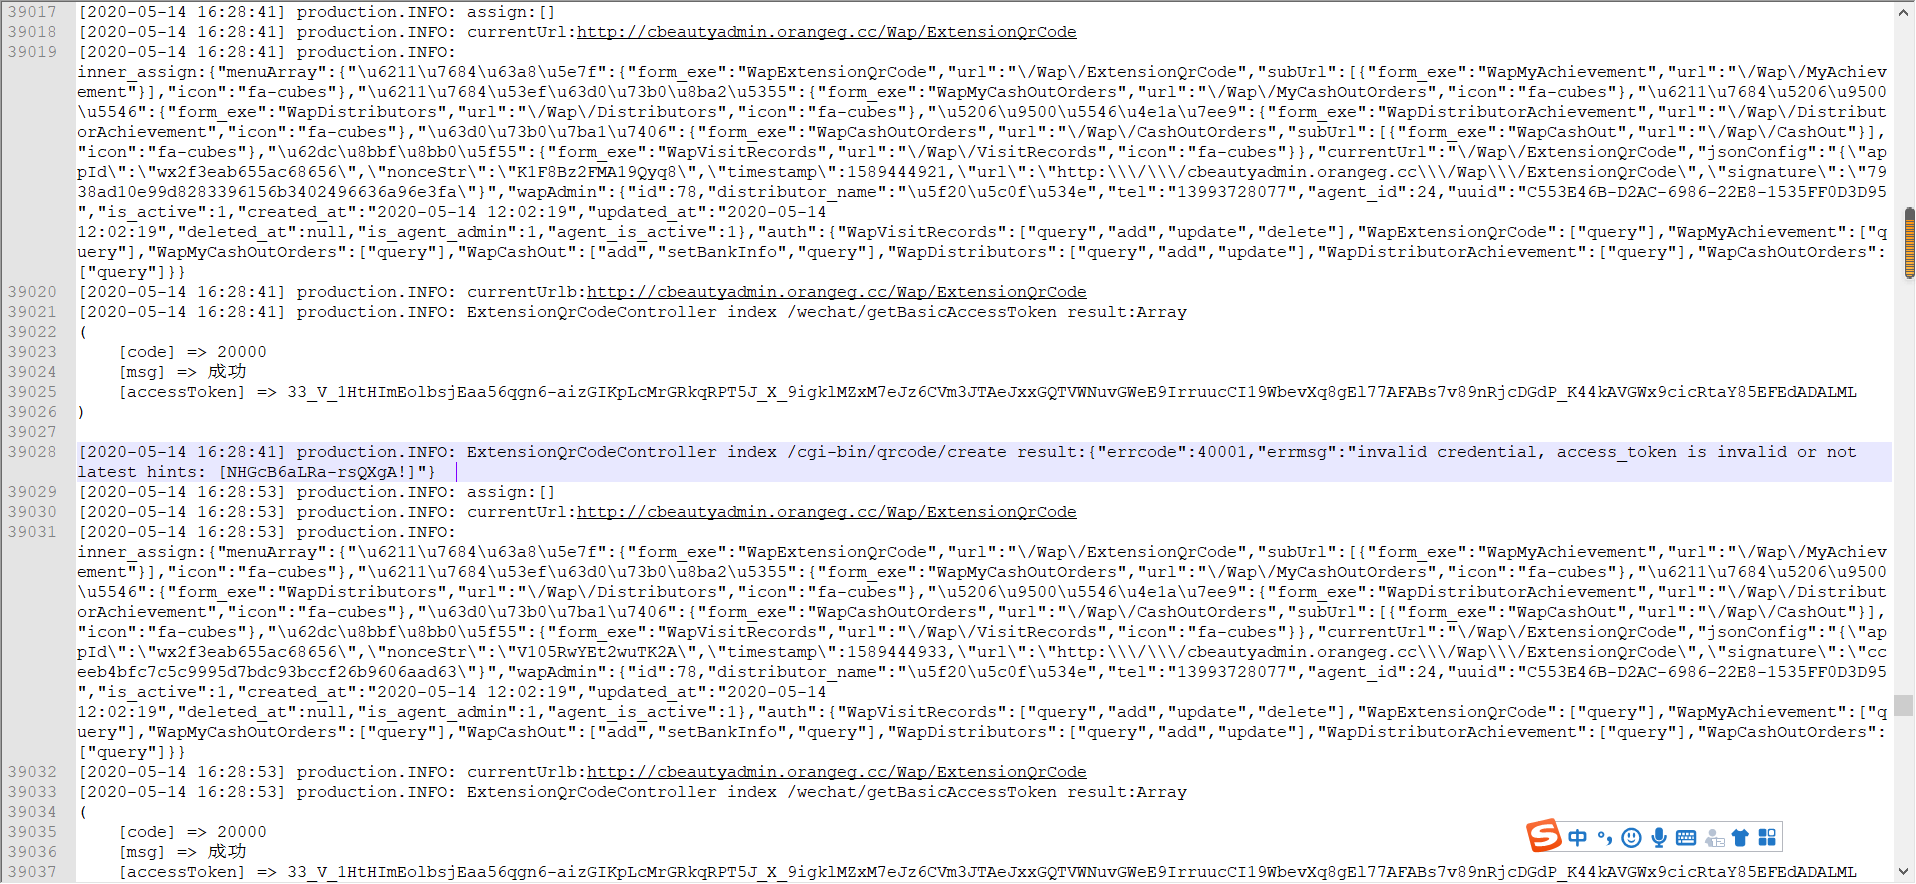 39017 [2020-05-14 16:28:41] production.INFO: assign:[]
39018 [2020-05-14 16:28:41] production.INFO: currentUrl:http://cbeautyadmin.orangeg.cc/Wap/ExtensionQrCode
39019 [2020-05-14 16:28:41] production.INFO:
inner_assign:{"menuArray":{"\u6211\u7684\u63a8\u5e7f":{"form_exe":"WapExtensionQrCode","url":"\/Wap\/ExtensionQrCode","subUrl":[{"form_exe":"WapMyAchievement","url":"\/Wap\/MyAchiev
ement"}],"icon":"fa-cubes"},"\u6211\u7684\u53ef\u63d0\u73b0\u8ba2\u5355":{"form_exe":"WapMyCashOutOrders","url":"\/Wap\/MyCashOutOrders","icon":"fa-cubes"},"\u6211\u7684\u5206\u9500
\u5546":{"form_exe":"WapDistributors","url":"\/Wap\/Distributors","icon":"fa-cubes"},"\u5206\u9500\u5546\u4e1a\u7ee9":{"form_exe":"WapDistributorAchievement","url":"\/Wap\/Distribut
orAchievement","icon":"fa-cubes"},"\u63d0\u73b0\u7ba1\u7406":{"form_exe":"WapCashOutOrders","url":"\/Wap\/CashOutOrders","subUrl":[{"form_exe":"WapCashOut","url":"\/Wap\/CashOut"}],
"icon":"fa-cubes"},"\u62dc\u8bbf\u8bb0\u5f55":{"form_exe":"WapVisitRecords","url":"\/Wap\/VisitRecords","icon":"fa-cubes"}},"currentUrl":"\/Wap\/ExtensionQrCode","jsonConfig":"{\"ap
pId\":\"wx2f3eab655ac68656\",\"nonceStr\":\"K1F8Bz2FMA19Qyq8\",\"timestamp\":1589444921,\"url\":\"http:\\\/\\\/cbeautyadmin.orangeg.cc\\\/Wap\\\/ExtensionQrCode\",\"signature\":\"79
38ad10e99d8283396156b3402496636a96e3fa\"}","wapAdmin":{"id":78,"distributor_name":"\u5f20\u5c0f\u534e","tel":"13993728077","agent_id":24,"uuid":"C553E46B-D2AC-6986-22E8-1535FF0D3D95
","is_active":1,"created_at":"2020-05-14 12:02:19","updated_at":"2020-05-14
12:02:19","deleted_at":null,"is_agent_admin":1,"agent_is_active":1},"auth":{"WapVisitRecords":["query","add","update","delete"],"WapExtensionQrCode":["query"],"WapMyAchievement":["q
uery"],"WapMyCashOutOrders":["query"],"WapCashOut":["add","setBankInfo","query"],"WapDistributors":["query","add","update"],"WapDistributorAchievement":["query"],"WapCashOutOrders":
["query"]}}
39020 [2020-05-14 16:28:41] production.INFO: currentUrlb:http://cbeautyadmin.orangeg.cc/Wap/ExtensionQrCode
39021 [2020-05-14 16:28:41] production.INFO: ExtensionQrCodeController index /wechat/getBasicAccessToken result:Array
39022 (
39023 [code] => 20000
39024 [msg] => 成功
39025 [accessToken] => 33_V_1HtHImEolbsjEaa56qgn6-aizGIKpLcMrGRkqRPT5J_X_9igklMZxM7eJz6CVm3JTAeJxxGQTVWNuvGWeE9IrruucCI19WbevXq8gEl77AFABs7v89nRjcDGdP_K44kAVGWx9cicRtaY85EFEdADALML
39026 )
39027
39028 [2020-05-14 16:28:41] production.INFO: ExtensionQrCodeController index /cgi-bin/qrcode/create result:{"errcode":40001,"errmsg":"invalid credential, access_token is invalid or not
latest hints: [NHGcB6aLRa-rsQXgA!]"}
39029 [2020-05-14 16:28:53] production.INFO: assign:[]
39030 [2020-05-14 16:28:53] production.INFO: currentUrl:http://cbeautyadmin.orangeg.cc/Wap/ExtensionQrCode
39031 [2020-05-14 16:28:53] production.INFO:
inner_assign:{"menuArray":{"\u6211\u7684\u63a8\u5e7f":{"form_exe":"WapExtensionQrCode","url":"\/Wap\/ExtensionQrCode","subUrl":[{"form_exe":"WapMyAchievement","url":"\/Wap\/MyAchiev
ement"}],"icon":"fa-cubes"},"\u6211\u7684\u53ef\u63d0\u73b0\u8ba2\u5355":{"form_exe":"WapMyCashOutOrders","url":"\/Wap\/MyCashOutOrders","icon":"fa-cubes"},"\u6211\u7684\u5206\u9500
\u5546":{"form_exe":"WapDistributors","url":"\/Wap\/Distributors","icon":"fa-cubes"},"\u5206\u9500\u5546\u4e1a\u7ee9":{"form_exe":"WapDistributorAchievement","url":"\/Wap\/Distribut
orAchievement","icon":"fa-cubes"},"\u63d0\u73b0\u7ba1\u7406":{"form_exe":"WapCashOutOrders","url":"\/Wap\/CashOutOrders","subUrl":[{"form_exe":"WapCashOut","url":"\/Wap\/CashOut"}],
"icon":"fa-cubes"},"\u62dc\u8bbf\u8bb0\u5f55":{"form_exe":"WapVisitRecords","url":"\/Wap\/VisitRecords","icon":"fa-cubes"}},"currentUrl":"\/Wap\/ExtensionQrCode","jsonConfig":"{\"ap
pId\":\"wx2f3eab655ac68656\",\"nonceStr\":\"V105RwYEt2wuTK2A\",\"timestamp\":1589444933,\"url\":\"http:\\\/\\\/cbeautyadmin.orangeg.cc\\\/Wap\\\/ExtensionQrCode\",\"signature\":\"cc
eeb4bfc7c5c9995d7bdc93bccf26b9606aad63\"}","wapAdmin":{"id":78,"distributor_name":"\u5f20\u5c0f\u534e","tel":"13993728077","agent_id":24,"uuid":"C553E46B-D2AC-6986-22E8-1535FF0D3D95
","is_active":1,"created_at":"2020-05-14 12:02:19","updated_at":"2020-05-14
12:02:19","deleted_at":null,"is_agent_admin":1,"agent_is_active":1},"auth":{"WapVisitRecords":["query","add","update","delete"],"WapExtensionQrCode":["query"],"WapMyAchievement":["q
uery"],"WapMyCashOutOrders":["query"],"WapCashOut":["add","setBankInfo","query"],"WapDistributors":["query","add","update"],"WapDistributorAchievement":["query"],"WapCashOutOrders":
["query"]}}
39032 [2020-05-14 16:28:53] production.INFO: currentUrlb:http://cbeautyadmin.orangeg.cc/Wap/ExtensionQrCode
39033 [2020-05-14 16:28:53] production.INFO: ExtensionQrCodeController index /wechat/getBasicAccessToken result:Array
39034 (
39035 [code] => 20000
39036 [msg] => 成功
39037 [accessToken] => 33_V_1HtHImEolbsjEaa56qgn6-aizGIKpLcMrGRkqRPT5J_X_9igklMZxM7eJz6CVm3JTAeJxxGQTVWNuvGWeE9IrruucCI19WbevXq8gEl77AFABs7v89nRjcDGdP_K44kAVGWx9cicRtaY85EFEdADALML
S 中